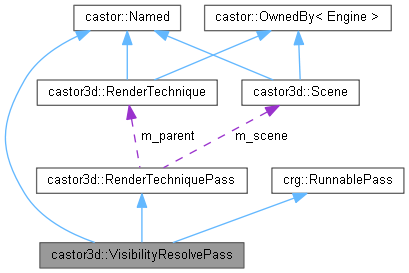 castor::Named
castor::OwnedBy< Engine >
castor3d::RenderTechnique
castor3d::Scene
m_parent
m_scene
castor3d::RenderTechniquePass
crg::RunnablePass
castor3d::VisibilityResolvePass